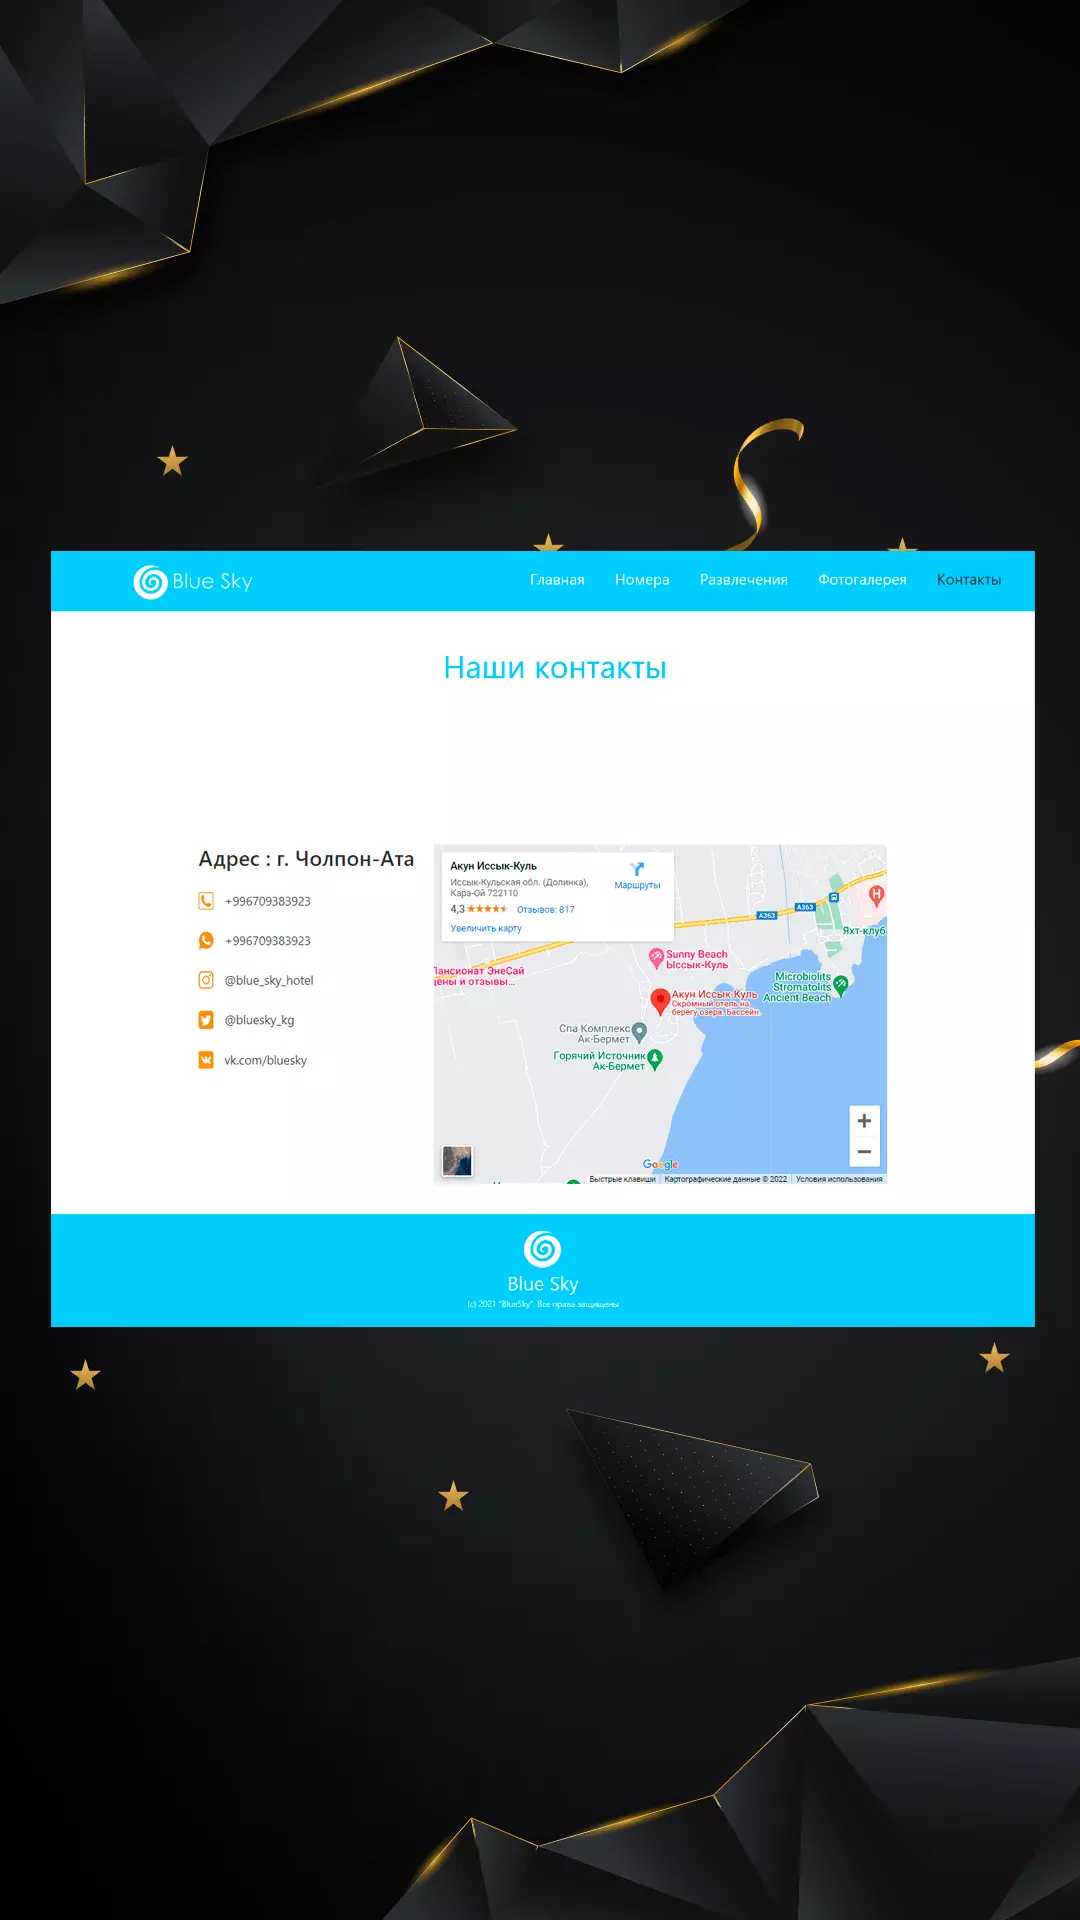 Blue Sky
Главная Номера Развлечения Фотогалерея Контакты
Наши контакты
Адрес : г. Чолпон-Ата
+996709383923
+996709383923
@blue_sky_hotel
@bluesky_kg
vk.com/bluesky
Акун Иссык-Куль
Иссык-Кульская обл. (Долинка),
Кара-Ой 722110
4,3 Отзывов: 817
Увеличить карту
Маршруты
A363
A363
H
Яхт-клуб
Sunny Beach
Ыссык-Куль
Пансионат ЭнеСай
цены и отзывы...
Microbiolits
Stromatolits
Ancient Beach
Акун Иссык-Куль
Скромный отель на
берегу озера. Бассейн.
Спа Комплекс
Ак-Бермет
Горячий Источник
Ак-Бермет
+
−
Google
Быстрые клавиши Картографические данные © 2022 Условия использования
Blue Sky
(c) 2021 "BlueSky". Все права защищены